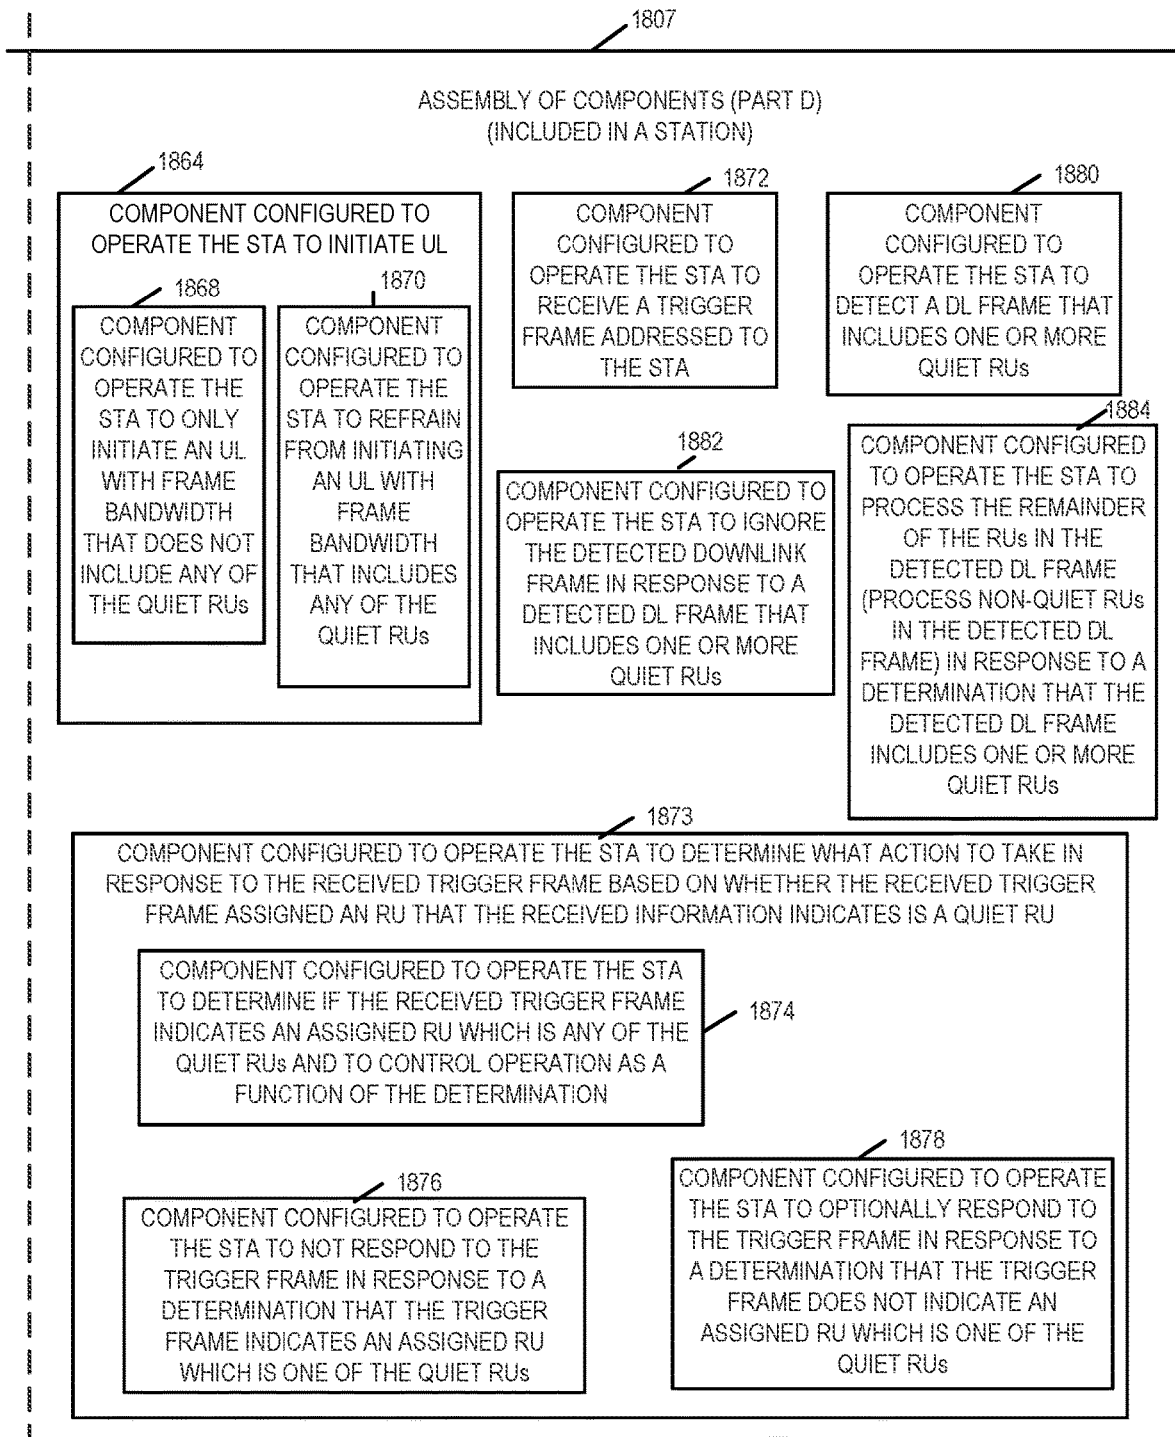 1807
ASSEMBLY OF COMPONENTS (PART D)
(INCLUDED IN A STATION)
1864
COMPONENT CONFIGURED TO
OPERATE THE STA TO INITIATE UL
1868
COMPONENT
CONFIGURED TO
OPERATE THE
STA TO ONLY
INITIATE AN UL
WITH FRAME
BANDWIDTH
THAT DOES NOT
INCLUDE ANY OF
THE QUIET RUs
1870
COMPONENT
CONFIGURED TO
OPERATE THE
STA TO REFRAIN
FROM INITIATING
AN UL WITH
FRAME
BANDWIDTH
THAT INCLUDES
ANY OF THE
QUIET RUs
1872
COMPONENT
CONFIGURED TO
OPERATE THE STA TO
RECEIVE A TRIGGER
FRAME ADDRESSED TO
THE STA
1880
COMPONENT
CONFIGURED TO
OPERATE THE STA TO
DETECT A DL FRAME THAT
INCLUDES ONE OR MORE
QUIET RUs
1882
COMPONENT CONFIGURED TO
OPERATE THE STA TO IGNORE
THE DETECTED DOWNLINK
FRAME IN RESPONSE TO A
DETECTED DL FRAME THAT
INCLUDES ONE OR MORE
QUIET RUs
1884
COMPONENT CONFIGURED
TO OPERATE THE STA TO
PROCESS THE REMAINDER
OF THE RUs IN THE
DETECTED DL FRAME
(PROCESS NON-QUIET RUs
IN THE DETECTED DL
FRAME) IN RESPONSE TO A
DETERMINATION THAT THE
DETECTED DL FRAME
INCLUDES ONE OR MORE
QUIET RUs
1873
COMPONENT CONFIGURED TO OPERATE THE STA TO DETERMINE WHAT ACTION TO TAKE IN
RESPONSE TO THE RECEIVED TRIGGER FRAME BASED ON WHETHER THE RECEIVED TRIGGER
FRAME ASSIGNED AN RU THAT THE RECEIVED INFORMATION INDICATES IS A QUIET RU
COMPONENT CONFIGURED TO OPERATE THE STA
TO DETERMINE IF THE RECEIVED TRIGGER FRAME
INDICATES AN ASSIGNED RU WHICH IS ANY OF THE
QUIET RUs AND TO CONTROL OPERATION AS A
FUNCTION OF THE DETERMINATION
1874
1876
COMPONENT CONFIGURED TO OPERATE
THE STA TO NOT RESPOND TO THE
TRIGGER FRAME IN RESPONSE TO A
DETERMINATION THAT THE TRIGGER
FRAME INDICATES AN ASSIGNED RU
WHICH IS ONE OF THE QUIET RUs
1878
COMPONENT CONFIGURED TO OPERATE
THE STA TO OPTIONALLY RESPOND TO
THE TRIGGER FRAME IN RESPONSE TO
A DETERMINATION THAT THE TRIGGER
FRAME DOES NOT INDICATE AN
ASSIGNED RU WHICH IS ONE OF THE
QUIET RUs